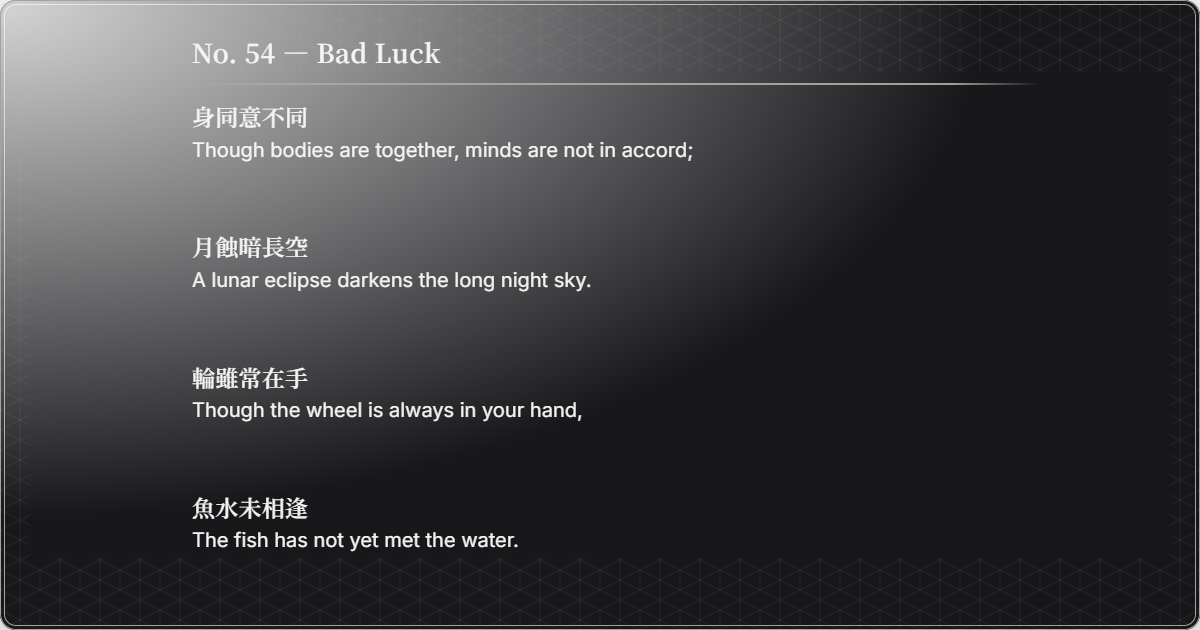 No. 54 — Bad Luck
身同意不同
Though bodies are together, minds are not in accord;
月蝕暗長空
A lunar eclipse darkens the long night sky.
輪雖常在手
Though the wheel is always in your hand,
魚水未相逢
The fish has not yet met the water.